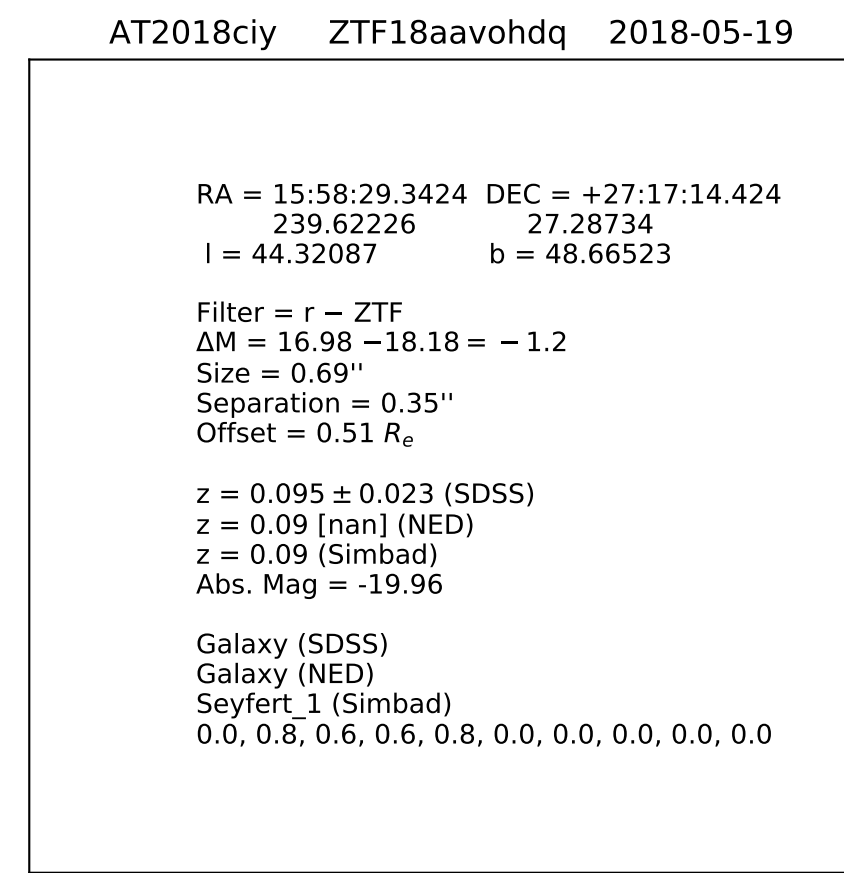 AT2018ciy ZTF18aavohdq 2018-05-19
RA = 15:58:29.3424 DEC = +27:17:14.424
239.62226 27.28734
l = 44.32087 b = 48.66523
Filter = r − ZTF
ΔM = 16.98 −18.18 = − 1.2
Size = 0.69''
Separation = 0.35''
Offset = 0.51 Re
z = 0.095 ± 0.023 (SDSS)
z = 0.09 [nan] (NED)
z = 0.09 (Simbad)
Abs. Mag = -19.96
Galaxy (SDSS)
Galaxy (NED)
Seyfert_1 (Simbad)
0.0, 0.8, 0.6, 0.6, 0.8, 0.0, 0.0, 0.0, 0.0, 0.0